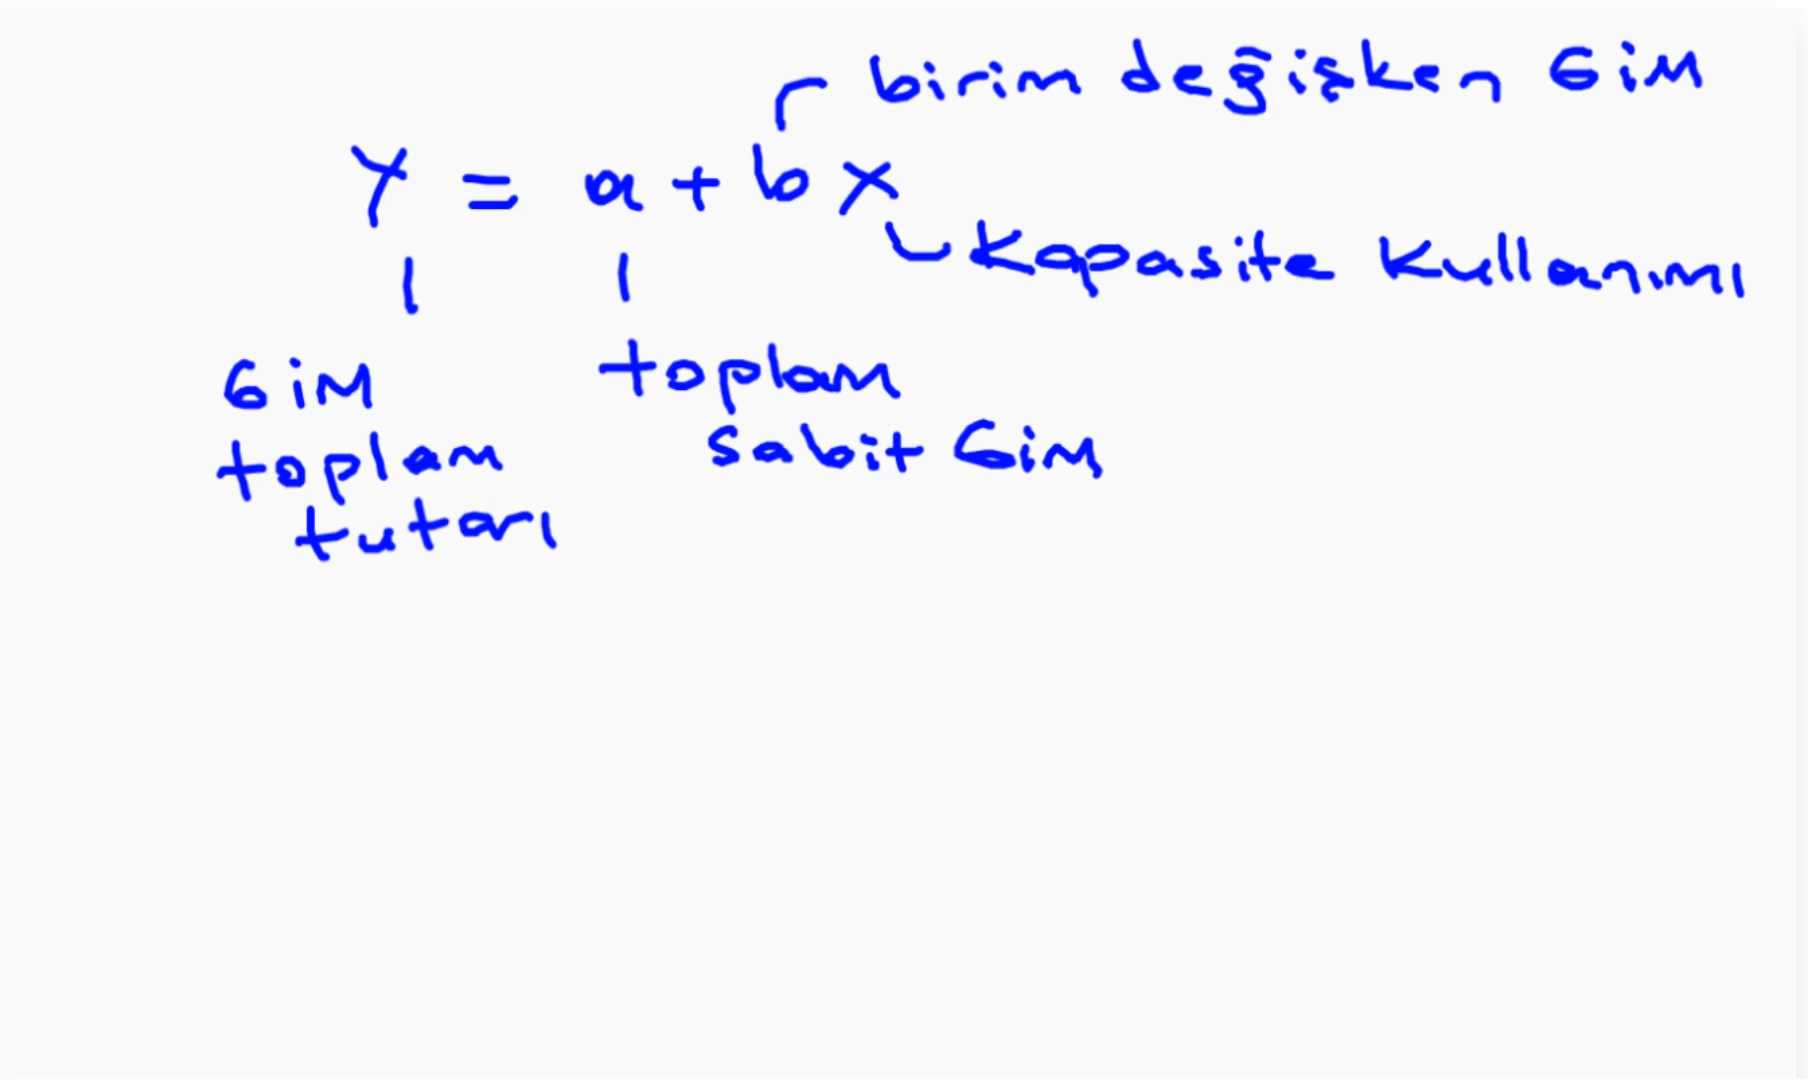 birim değişken GİM
Y = a + bx
Kapasite Kullanımı
GİM
toplam
tutarı
toplam
sabit GİM